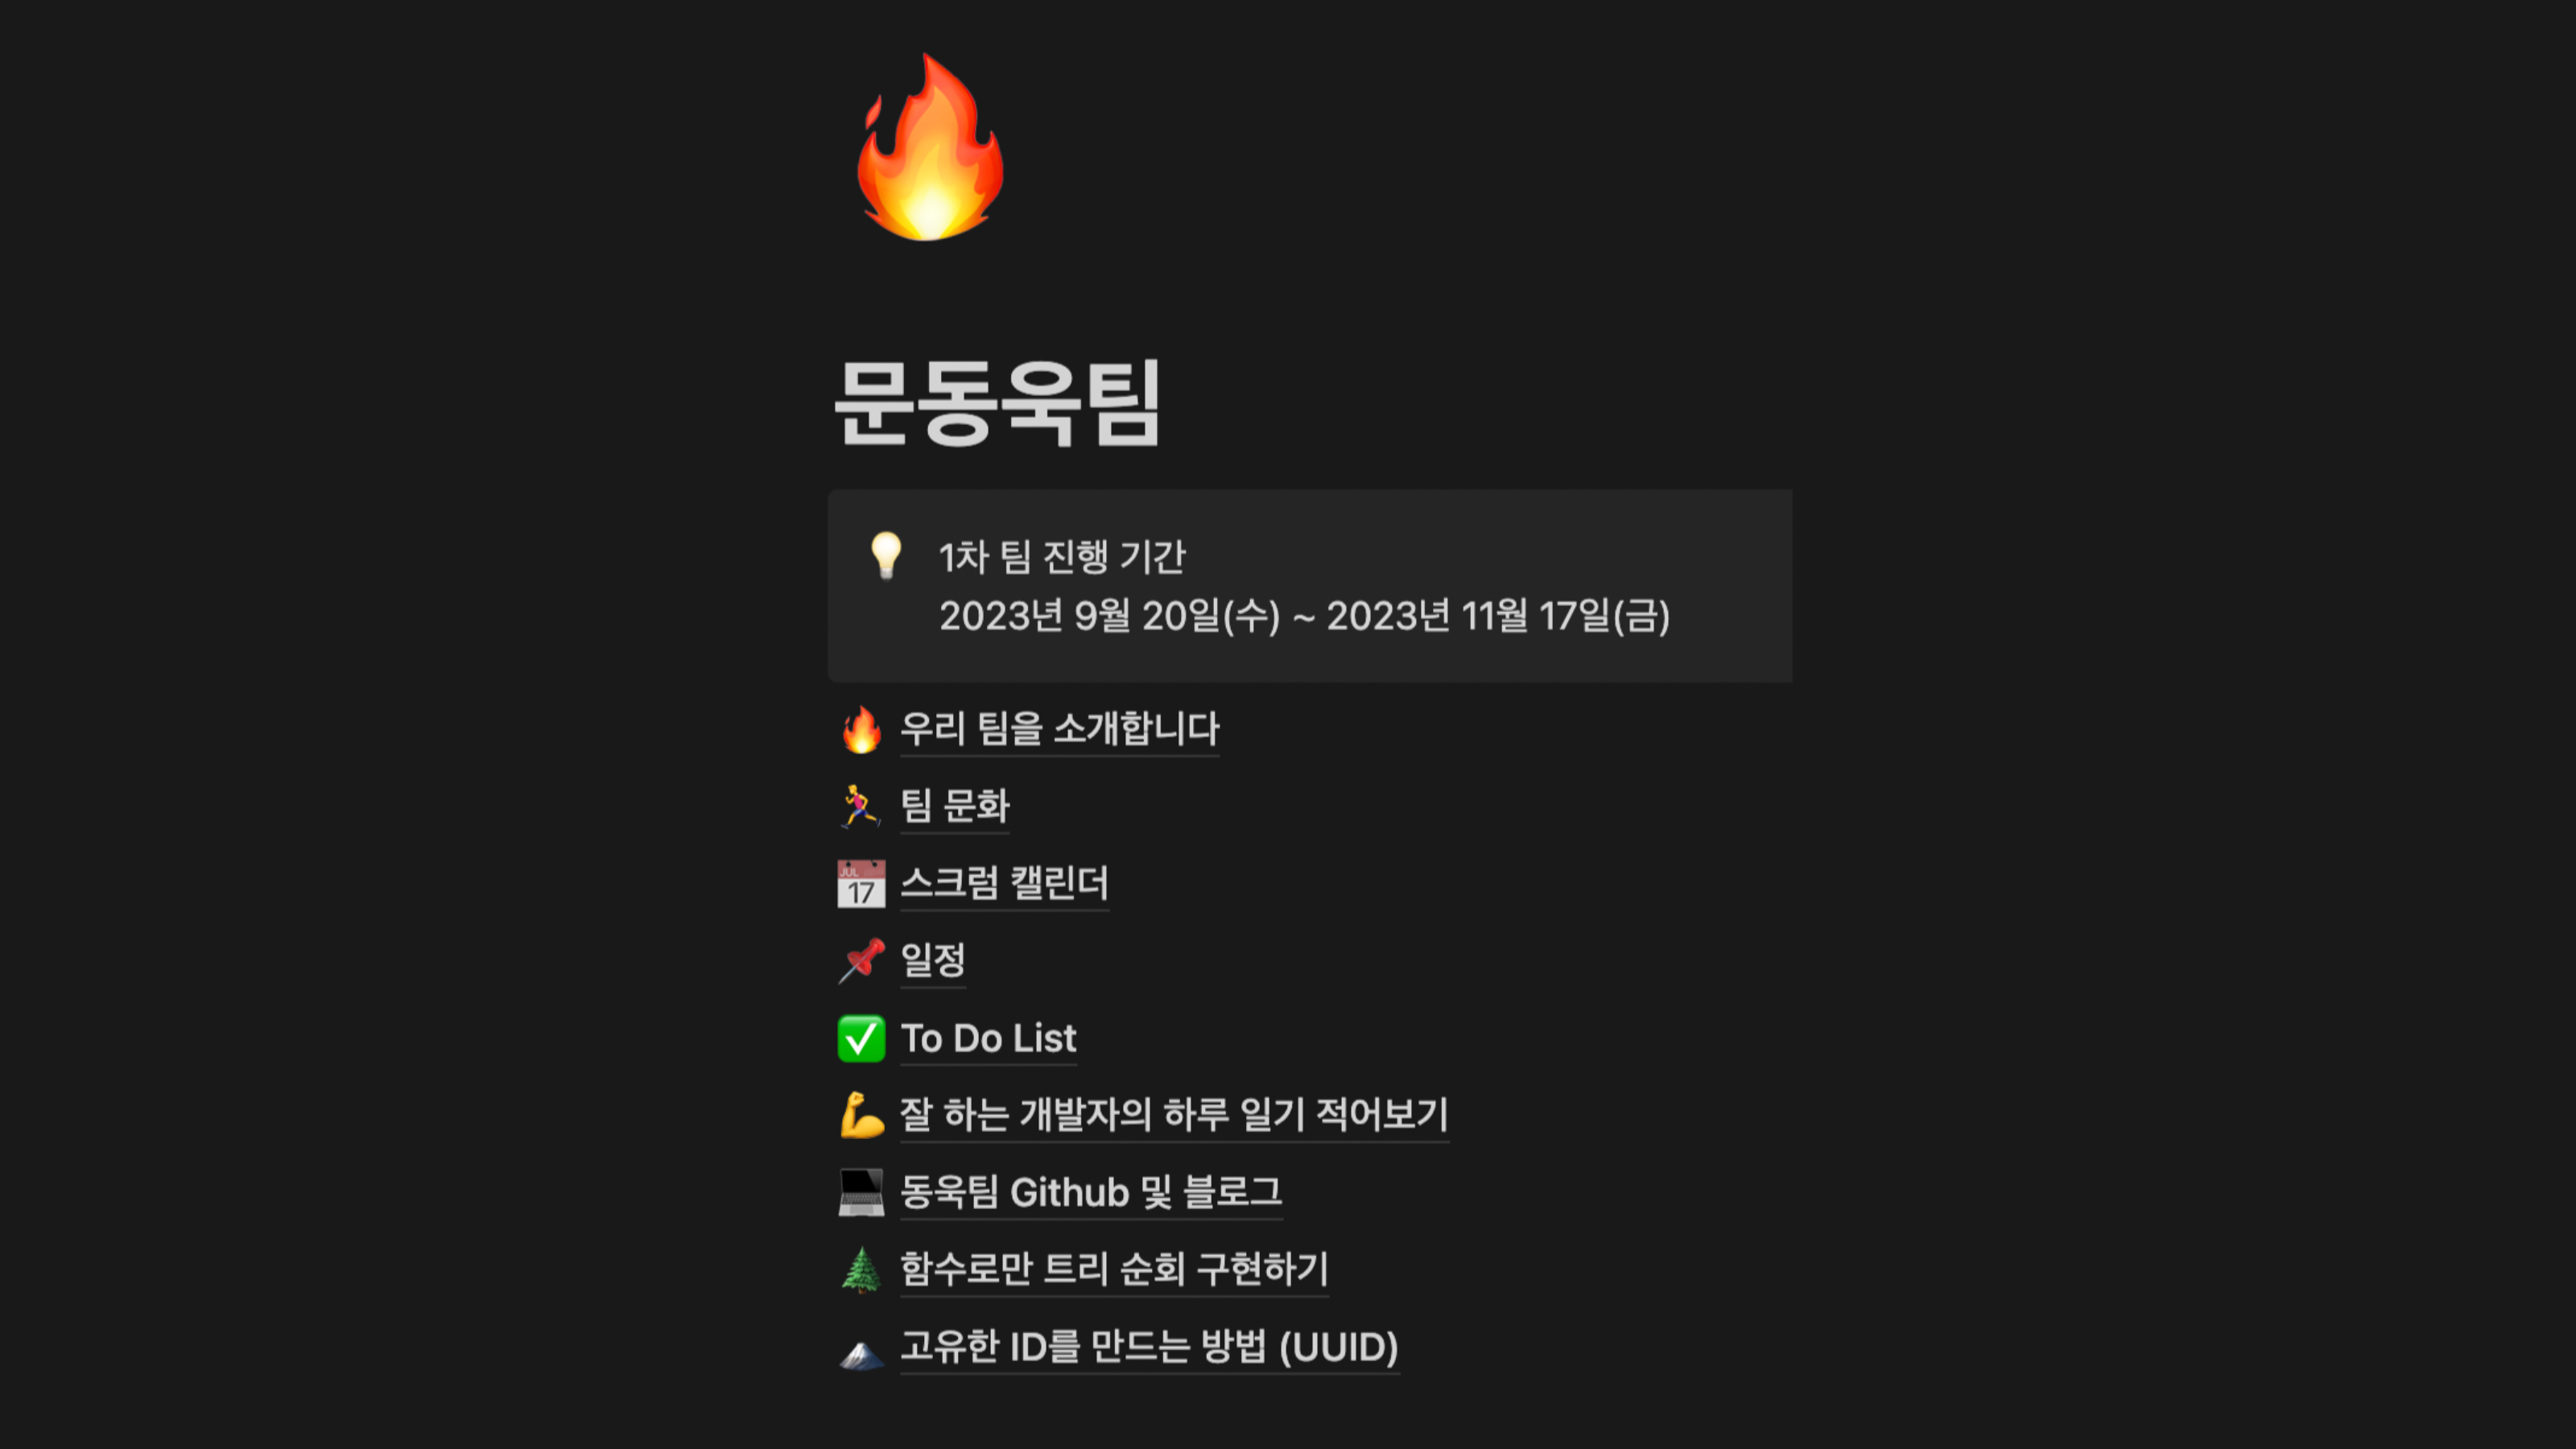 문동욱팀
1차 팀 진행 기간
2023년 9월 20일(수) ~ 2023년 11월 17일(금)
우리 팀을 소개합니다
팀 문화
JUL
17
스크럼 캘린더
일정
To Do List
잘 하는 개발자의 하루 일기 적어보기
동욱팀 Github 및 블로그
함수로만 트리 순회 구현하기
고유한 ID를 만드는 방법 (UUID)